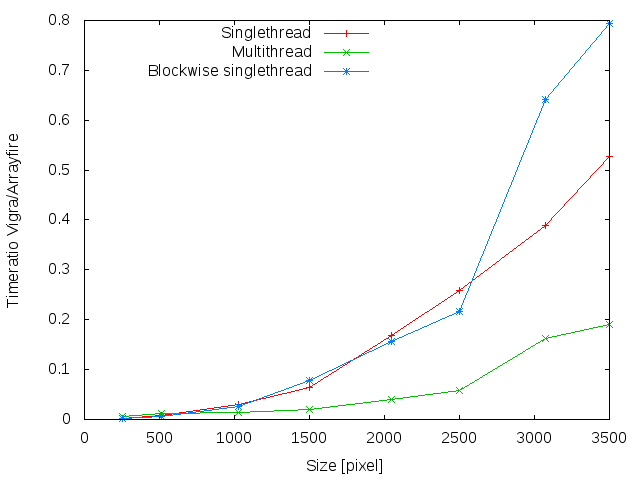 Singlethread
Multithread
Blockwise singlethread
Timeratio Vigra/Arrayfire
0.8
0.7
0.6
0.5
0.4
0.3
0.2
0.1
0
0 500 1000 1500 2000 2500 3000 3500
Size [pixel]